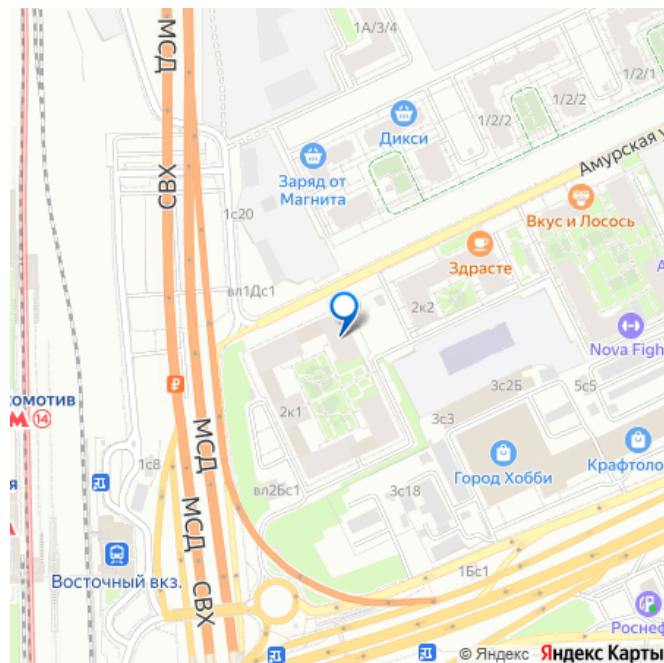 МСД
1А/3/4
1/2/1
1/2/2
1/2/2
Дикси
Амурская у
Заряд от
Магнита
СВХ
1с20
Вкус и Лосось
Здрасте
А
вл1Дс1
2к2
Nova Figh
3с2Б
5с5
комотив
14
3с3
МСД
2к1
1с8
вл2Бс1
3с18
Город Хобби
Крафтоло
МСД
Восточный вкз.
СВХ
1Бс1
Роснеф
© Яндекс Яндекс Карты